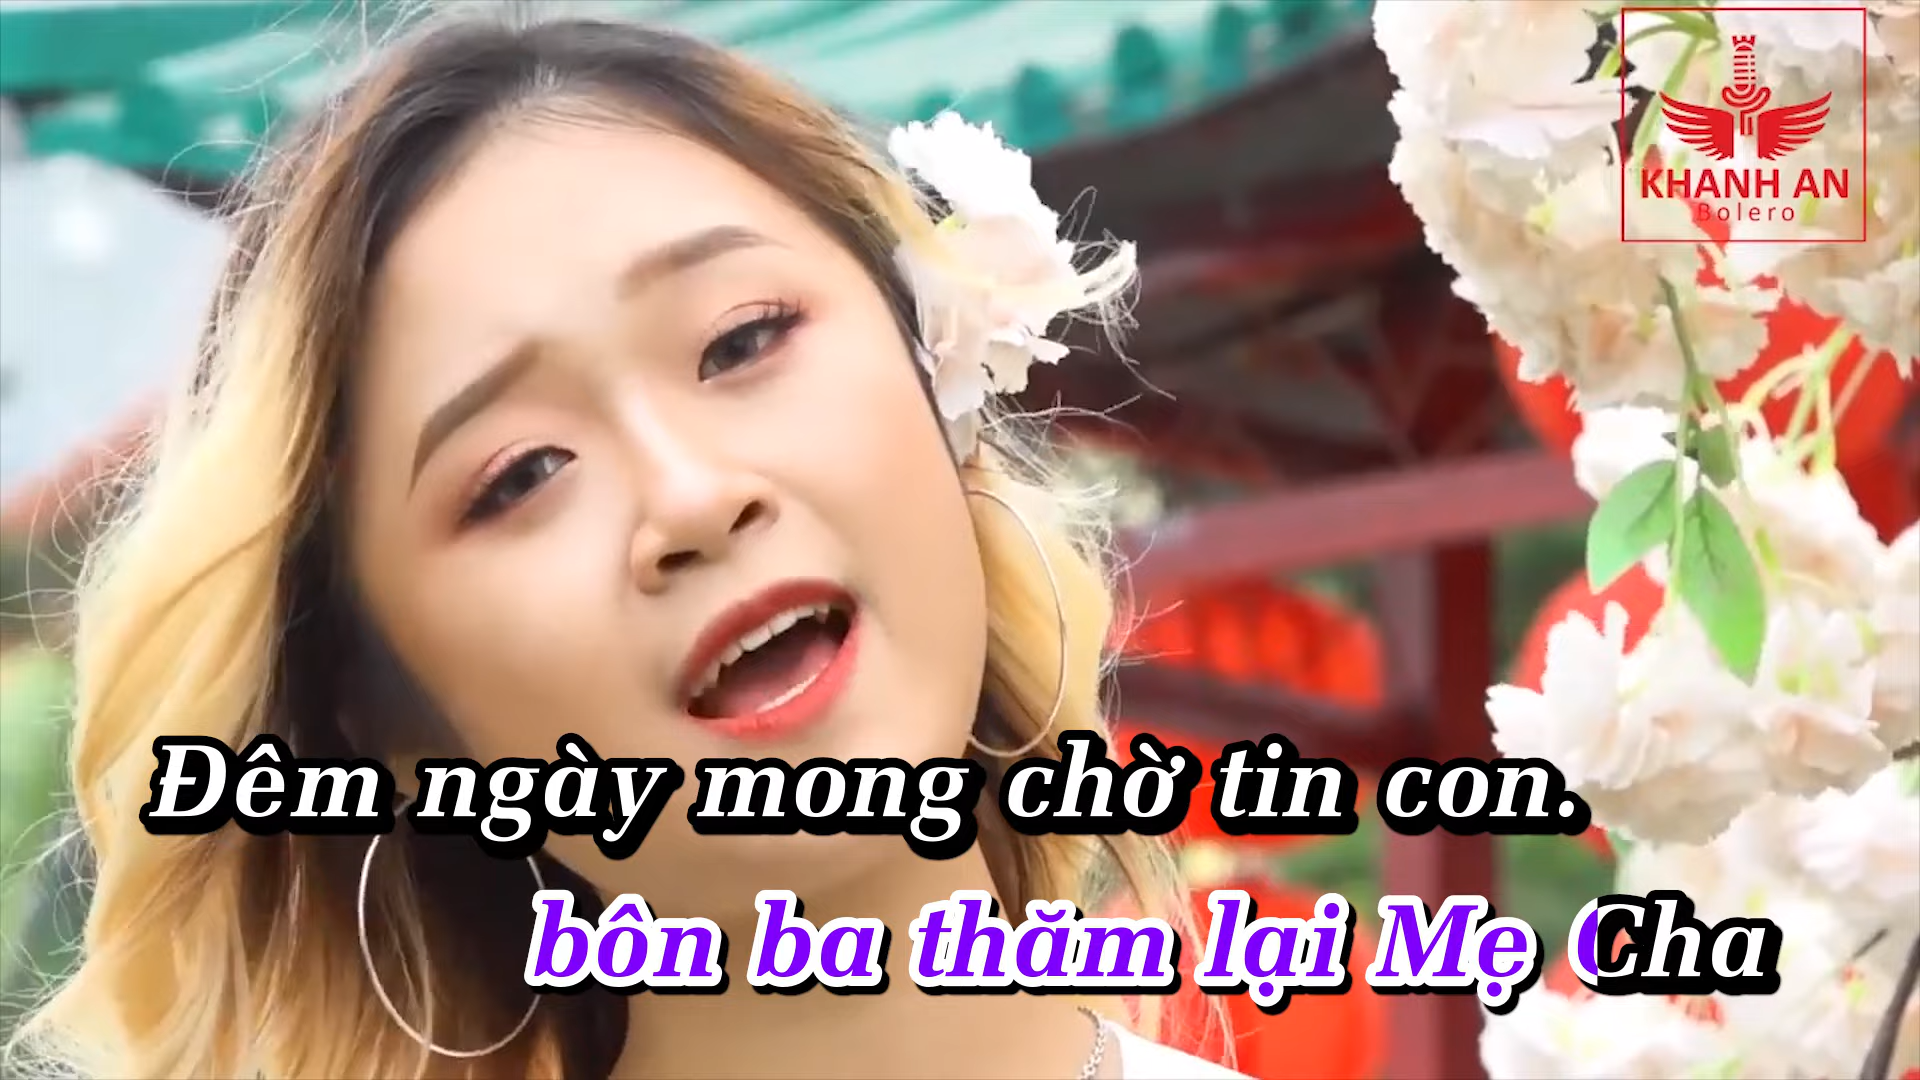 KHANH AN
Bolero
Đêm ngày mong chờ tin con.
bôn ba thăm lại Mẹ Cha